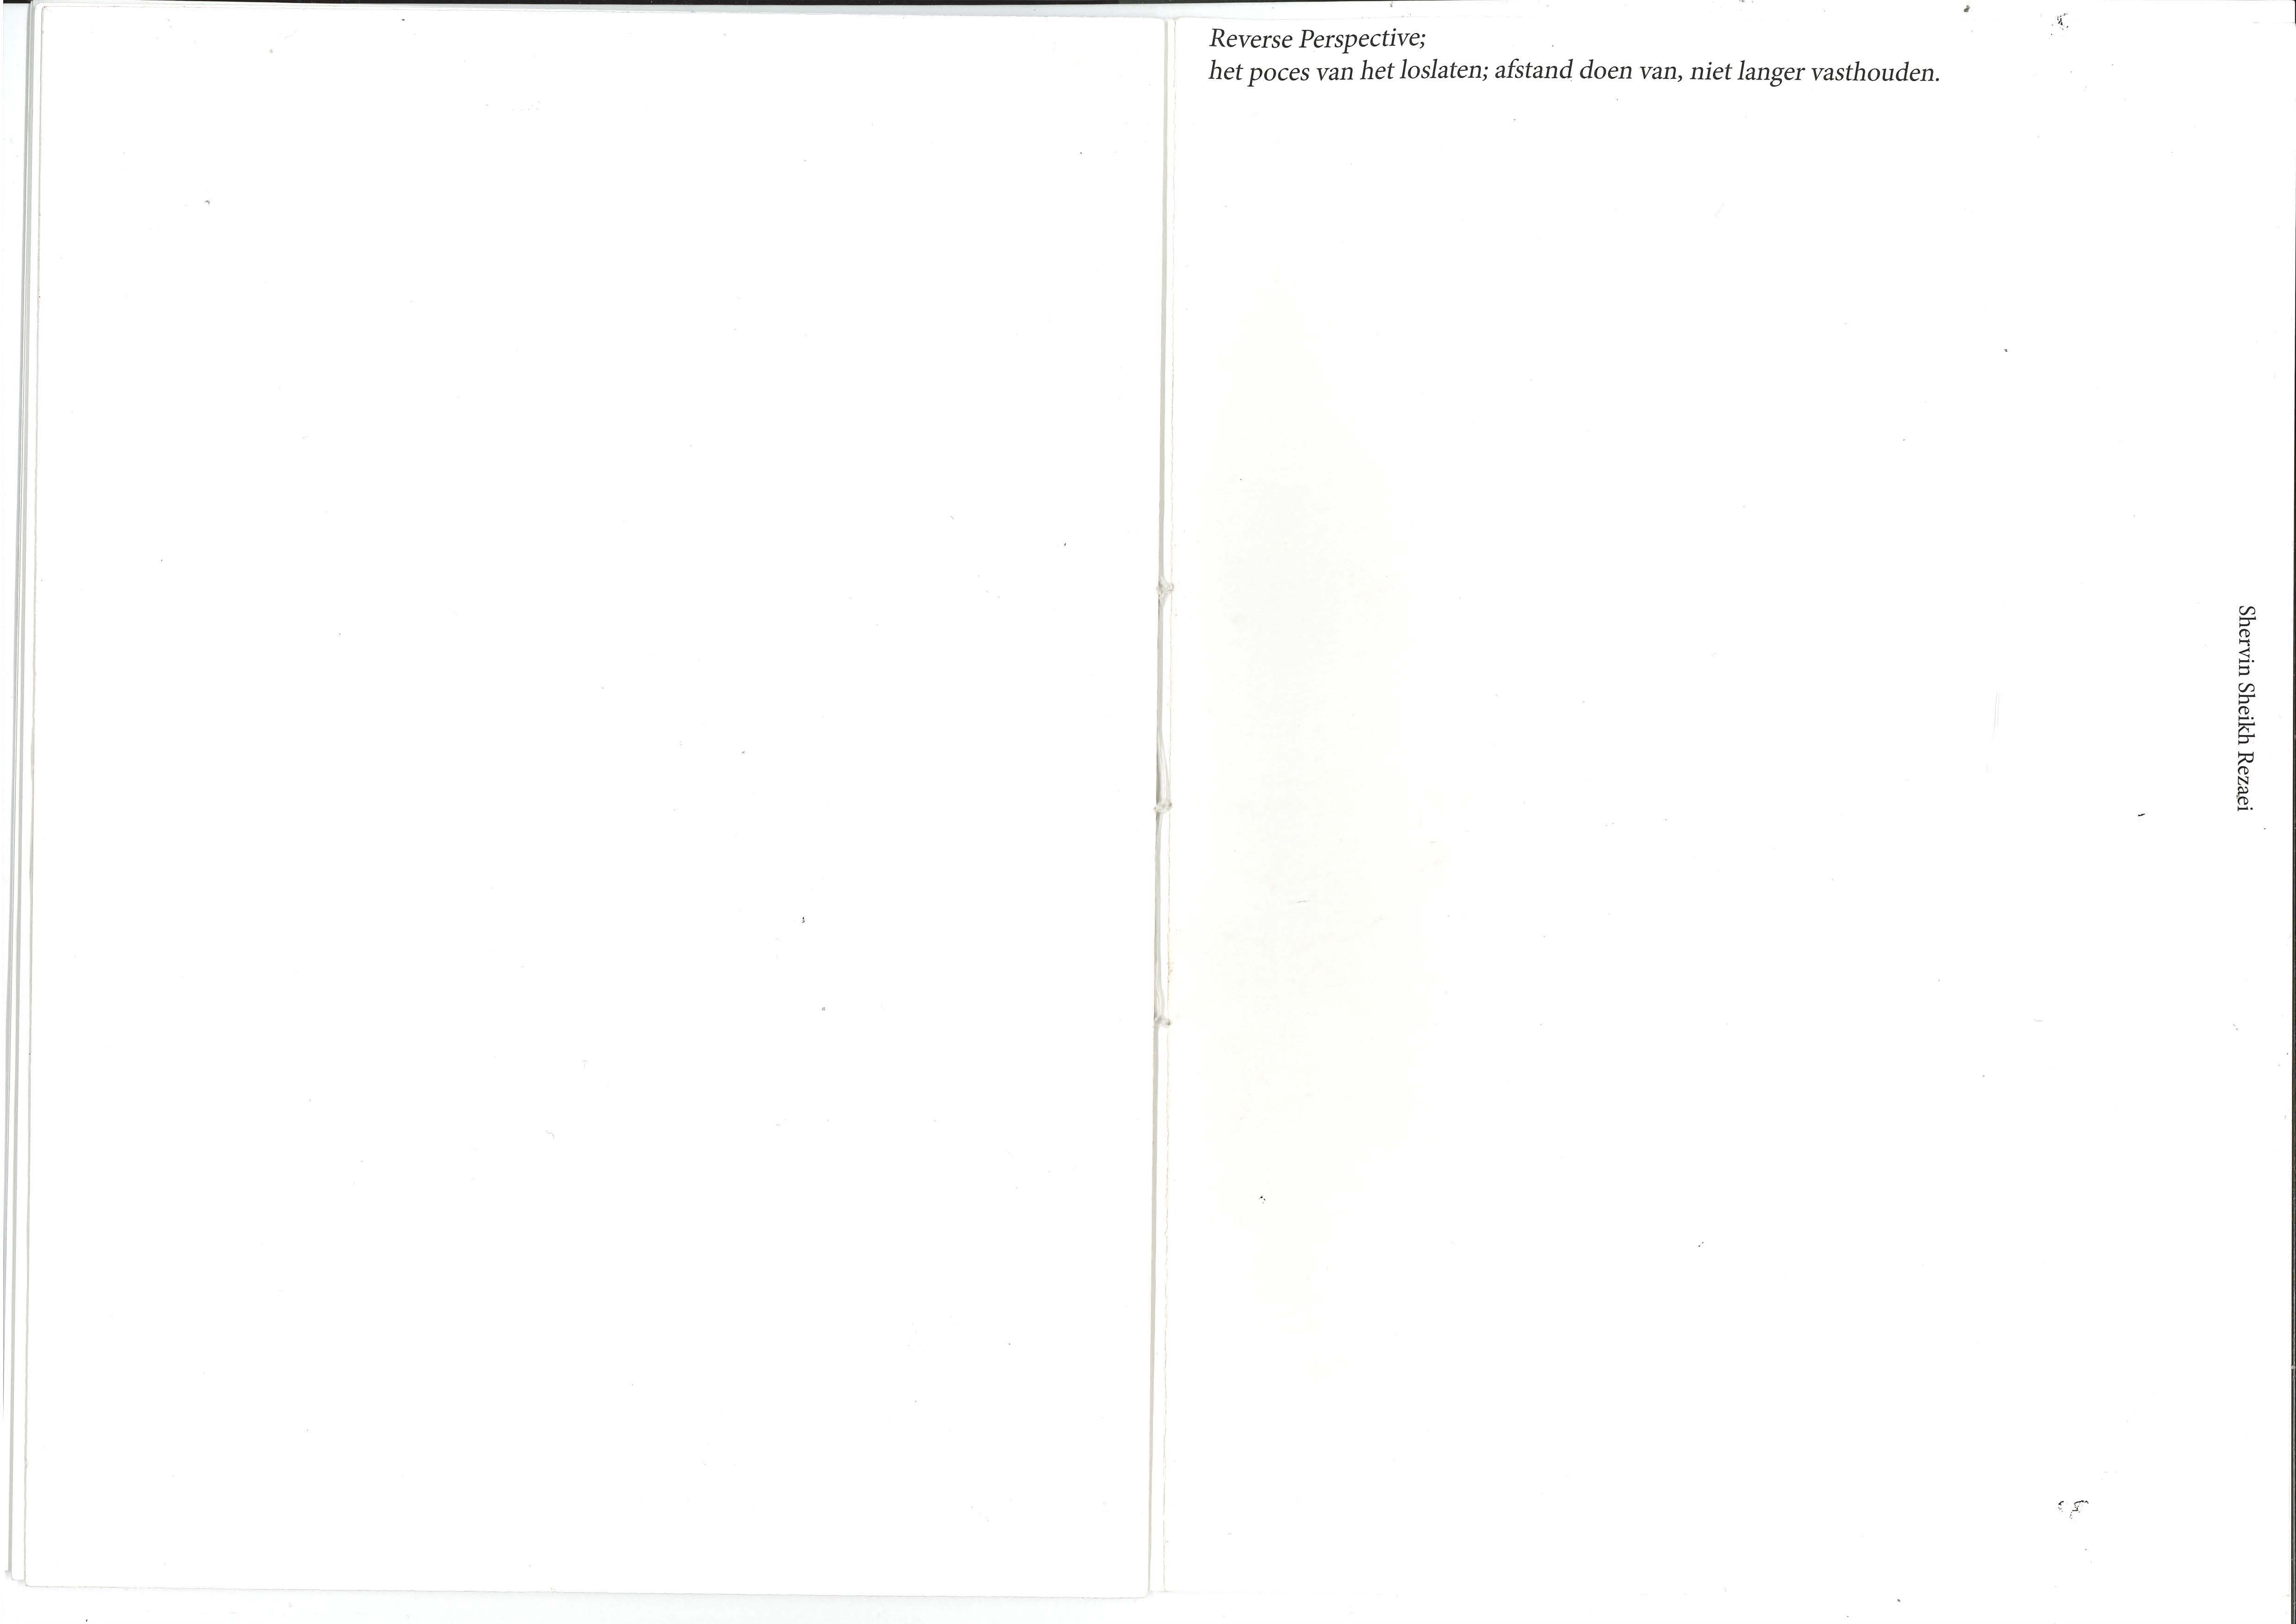 Reverse Perspective;
het poces van het loslaten; afstand doen van, niet langer vasthouden.
Shervin Sheikh Rezaei